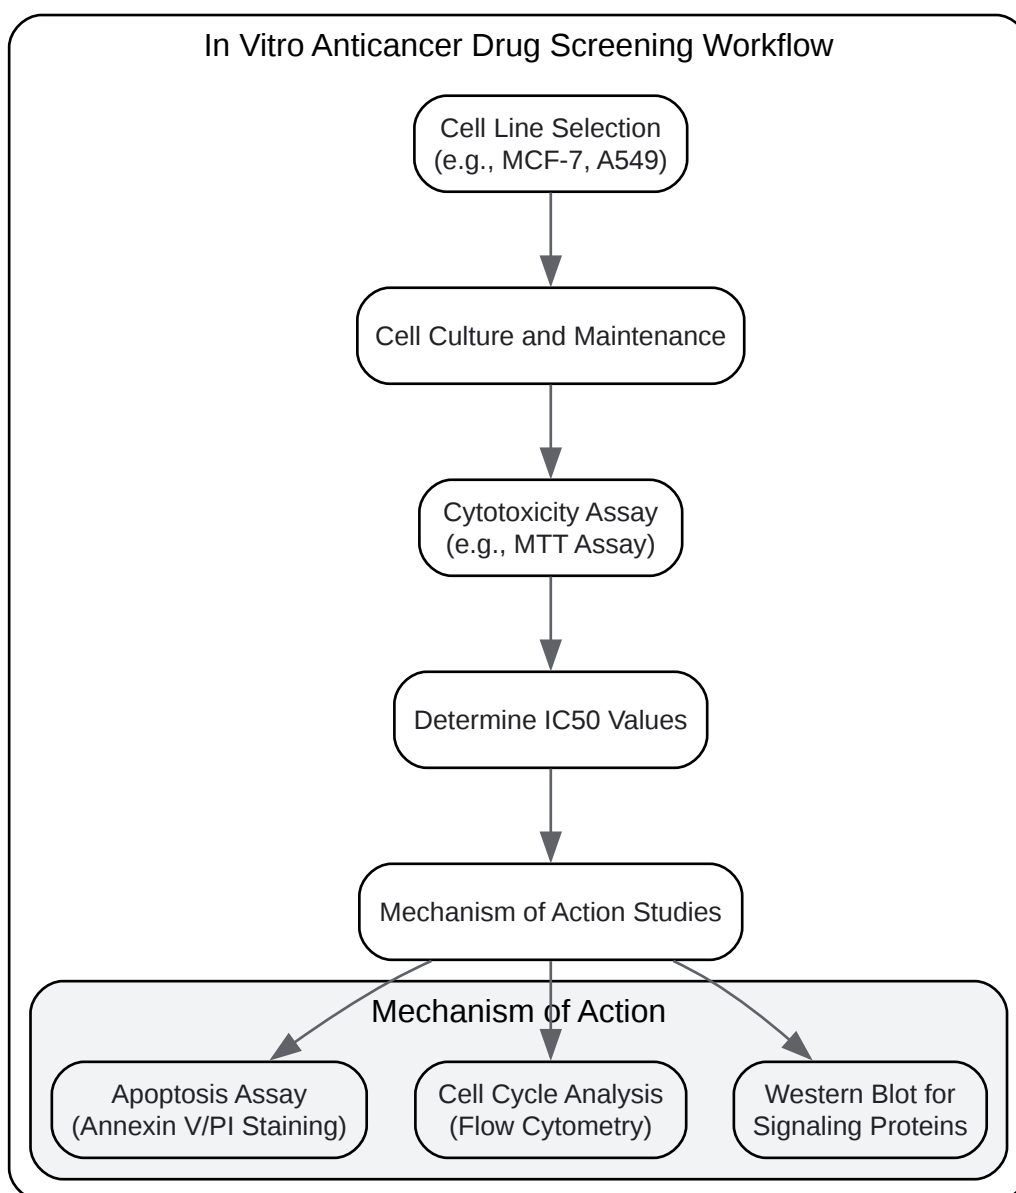 In Vitro Anticancer Drug Screening Workflow
Cell Line Selection
(e.g., MCF-7, A549)
Cell Culture and Maintenance
Cytotoxicity Assay
(e.g., MTT Assay)
Determine IC50 Values
Mechanism of Action Studies
Mechanism of Action
Apoptosis Assay
(Annexin V/PI Staining)
Cell Cycle Analysis
(Flow Cytometry)
Western Blot for
Signaling Proteins